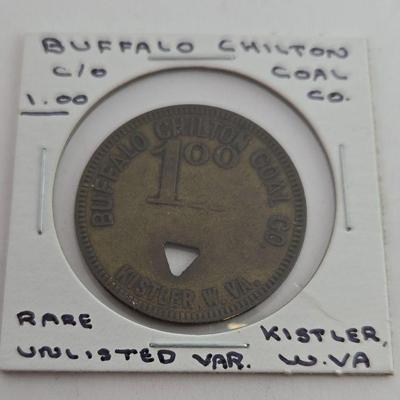 BUFFALO CHILTON
C/O COAL
1.00 CO.
BUFFALO CHILTON COAL CO.
1 00
KISTLER, W. VA.
RARE KISTLER,
UNLISTED VAR. W.VA